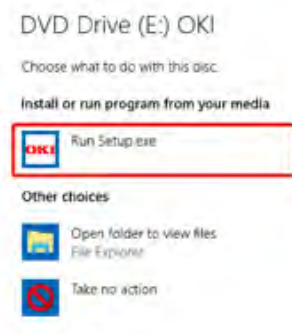 DVD Drive (E:) OKI
Choose what to do with this disc.
Install or run program from your media
OKI
Run Setup.exe
Other choices
Open folder to view files
File Explorer
Take no action